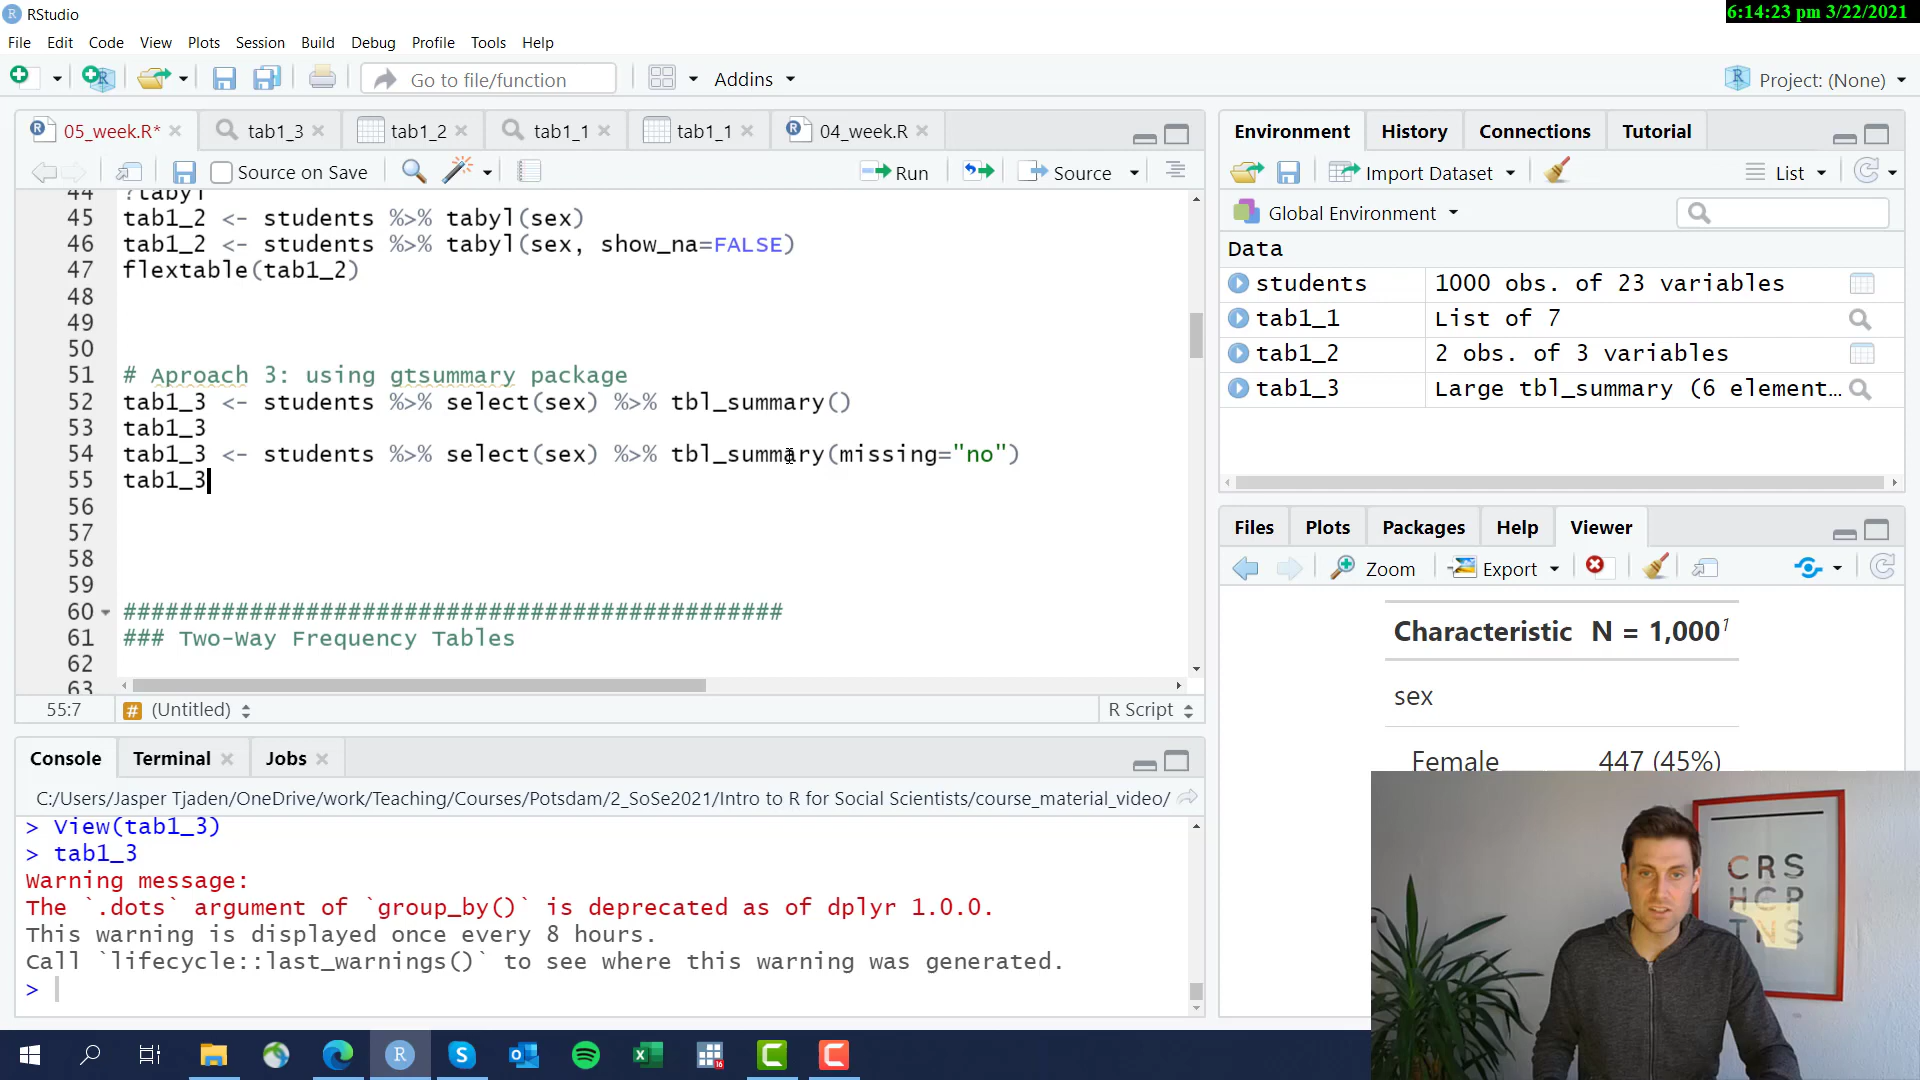 RStudio
6:14:23 pm 3/22/2021
File Edit Code View Plots Session Build Debug Profile Tools Help
Go to file/function
Addins
Project: (None)
05_week.R*
tab1_3
tab1_2
tab1_1
tab1_1
04_week.R
Source on Save
Run
Source
44 ?tabyl
45 tab1_2 <- students %>% tabyl(sex)
46 tab1_2 <- students %>% tabyl(sex, show_na=FALSE)
47 flextable(tab1_2)
48
49
50
51 # Aproach 3: using gtsummary package
52 tab1_3 <- students %>% select(sex) %>% tbl_summary()
53 tab1_3
54 tab1_3 <- students %>% select(sex) %>% tbl_summary(missing="no")
55 tab1_3
56
57
58
59
60 ###############################################
61 ### Two-Way Frequency Tables
62
63
55:7
# (Untitled)
R Script
Console Terminal Jobs
C:/Users/Jasper Tjaden/OneDrive/work/Teaching/Courses/Potsdam/2_SoSe2021/Intro to R for Social Scientists/course_material_video/
> View(tab1_3)
> tab1_3
Warning message:
The `.dots` argument of `group_by()` is deprecated as of dplyr 1.0.0.
This warning is displayed once every 8 hours.
Call `lifecycle::last_warnings()` to see where this warning was generated.
>
Environment History Connections Tutorial
Import Dataset
List
Global Environment
Data
students 1000 obs. of 23 variables
tab1_1 List of 7
tab1_2 2 obs. of 3 variables
tab1_3 Large tbl_summary (6 element…
Files Plots Packages Help Viewer
Zoom
Export
Characteristic N = 1,000¹
sex
Female 447 (45%)
CRS
HCP
TNS